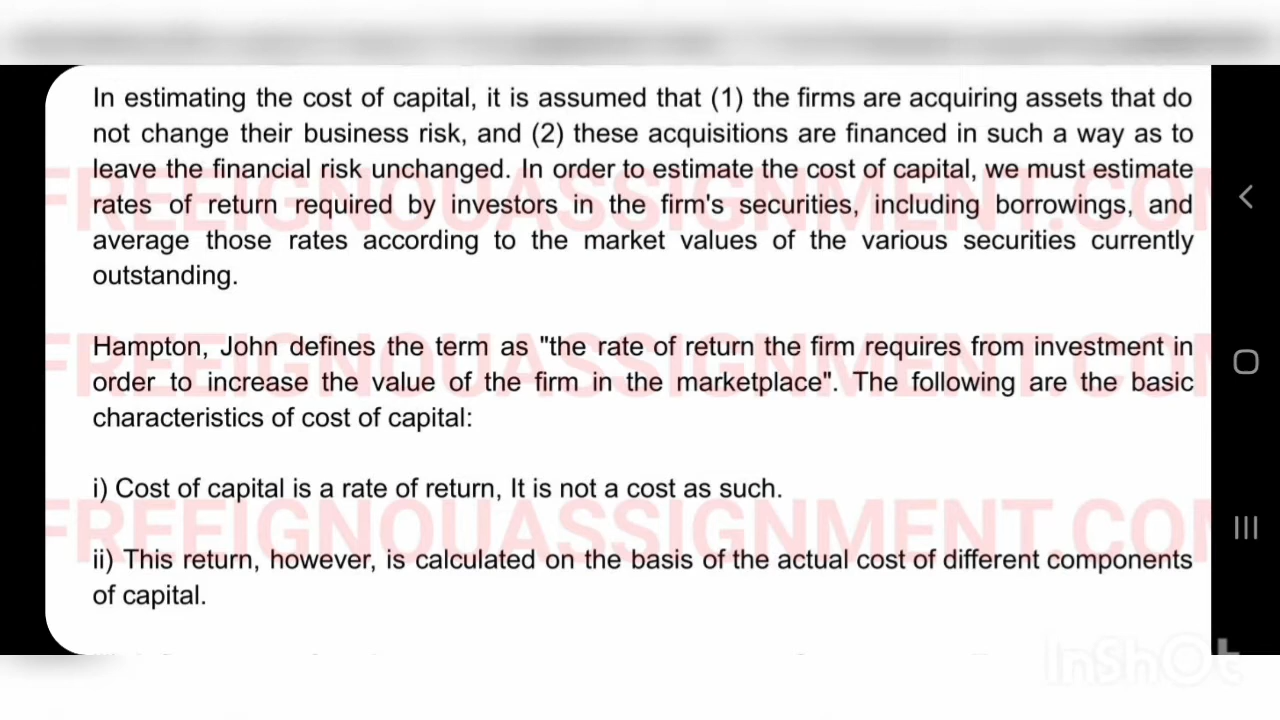 In estimating the cost of capital, it is assumed that (1) the firms are acquiring assets that do
not change their business risk, and (2) these acquisitions are financed in such a way as to
leave the financial risk unchanged. In order to estimate the cost of capital, we must estimate
rates of return required by investors in the firm's securities, including borrowings, and
average those rates according to the market values of the various securities currently
outstanding.
Hampton, John defines the term as "the rate of return the firm requires from investment in
order to increase the value of the firm in the marketplace". The following are the basic
characteristics of cost of capital:
i) Cost of capital is a rate of return, It is not a cost as such.
ii) This return, however, is calculated on the basis of the actual cost of different components
of capital.
FREEIGNOUASSIGNMENT.COM
FREEIGNOUASSIGNMENT.COM
FREEIGNOUASSIGNMENT.COM
InShOt